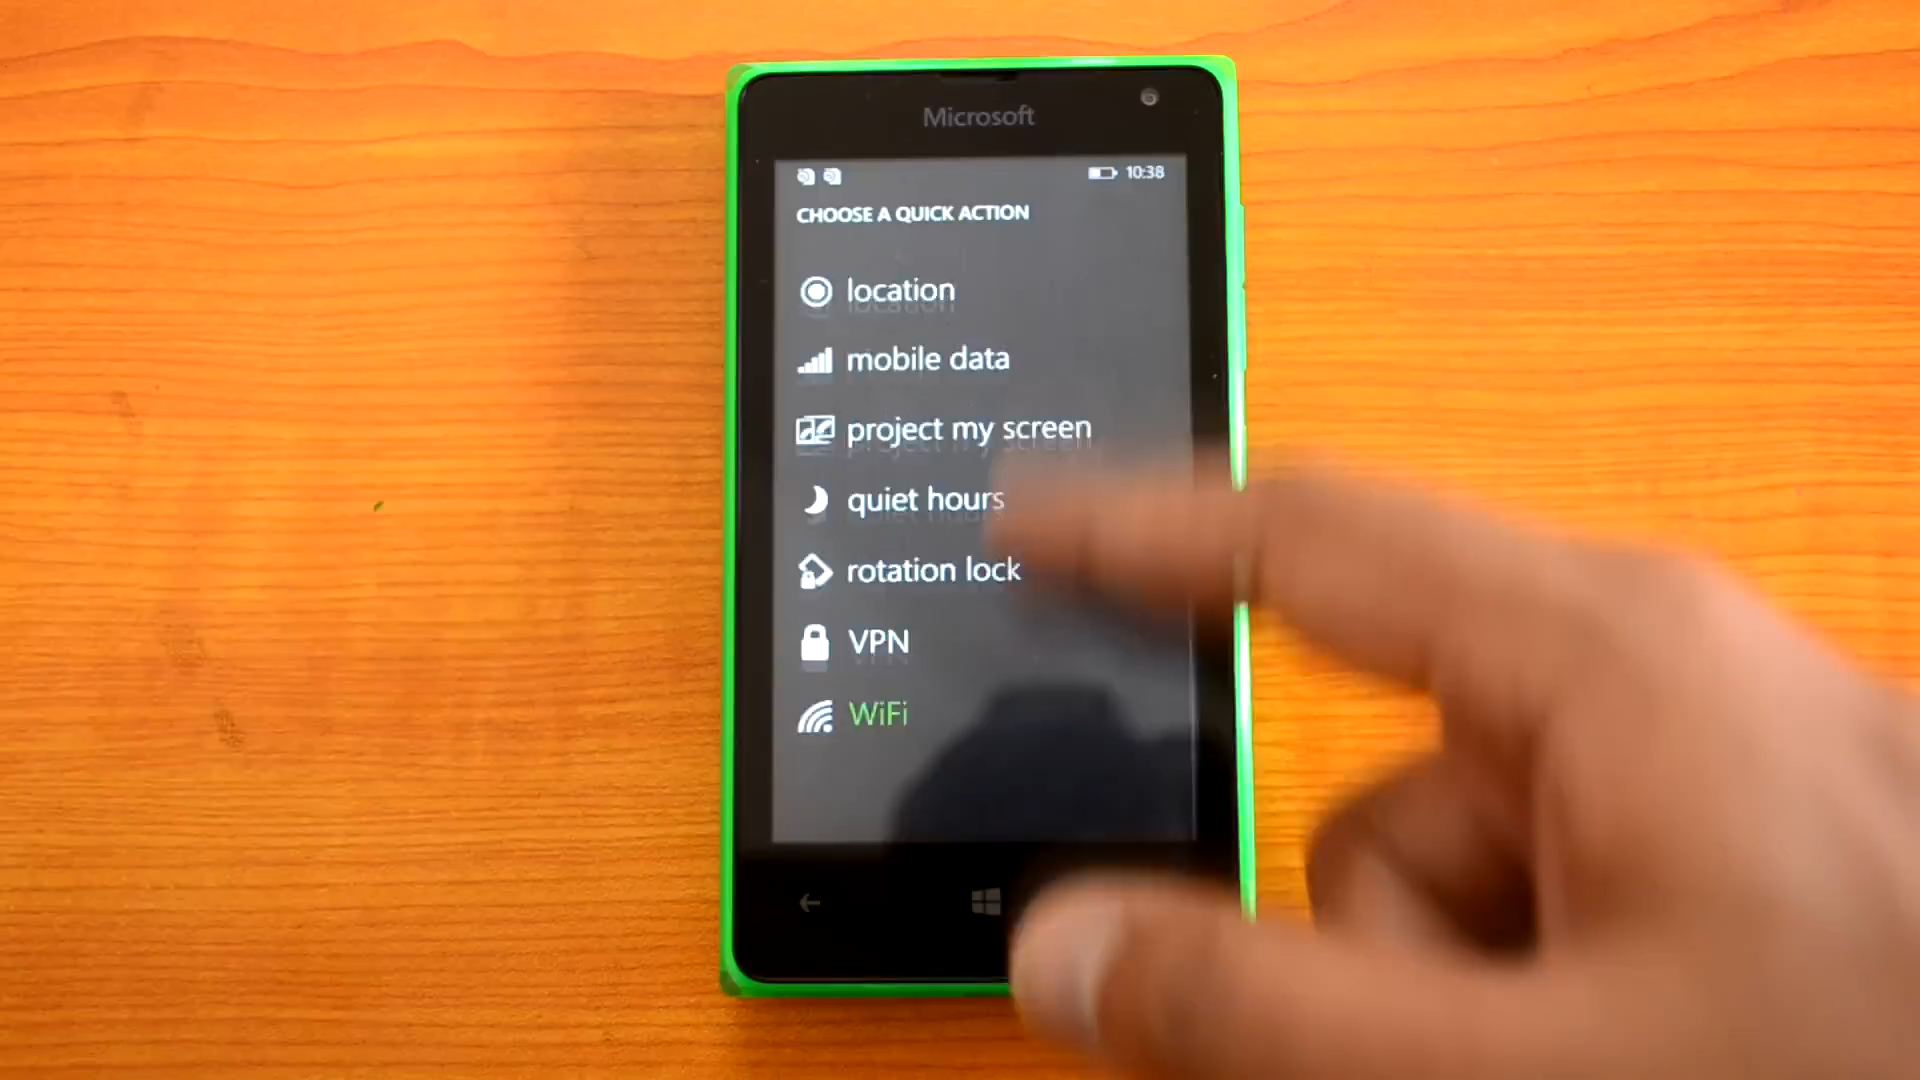 Microsoft
10:38
CHOOSE A QUICK ACTION
location
mobile data
project my screen
quiet hours
rotation lock
VPN
WiFi